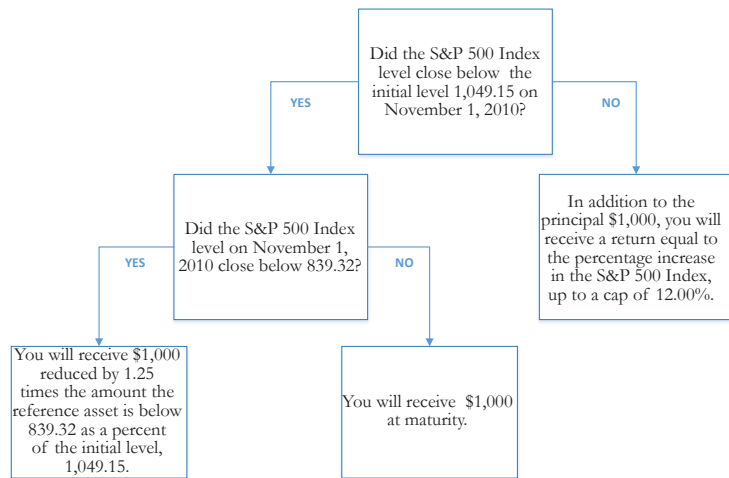 Did the S&P 500 Index
level close below the
initial level 1,049.15 on
November 1, 2010?
YES
NO
Did the S&P 500 Index
level on November 1,
2010 close below 839.32?
In addition to the
principal $1,000, you will
receive a return equal to
the percentage increase
in the S&P 500 Index,
up to a cap of 12.00%.
YES
NO
You will receive $1,000
reduced by 1.25
times the amount the
reference asset is below
839.32 as a percent
of the initial level,
1,049.15.
You will receive $1,000
at maturity.